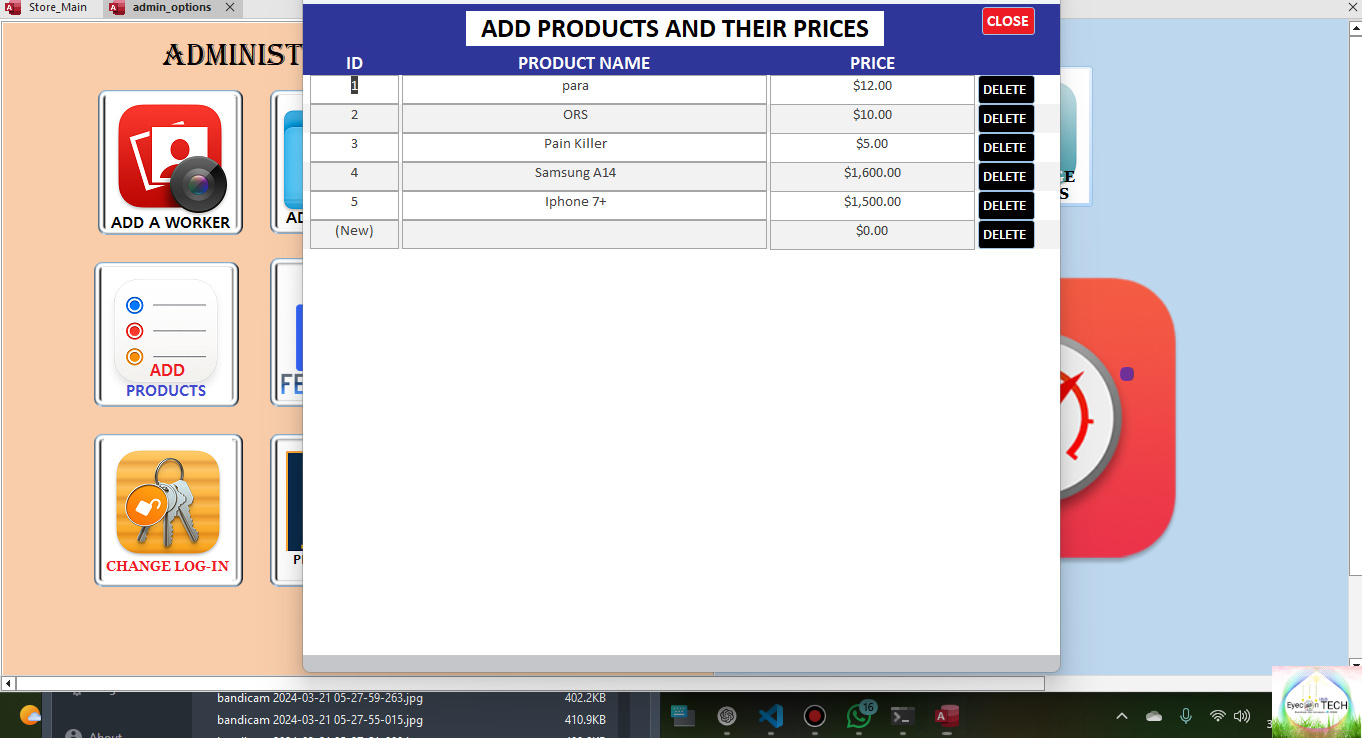 Store_Main
admin_options
ADMINIST
ADD PRODUCTS AND THEIR PRICES
CLOSE
ID PRODUCT NAME PRICE
1 para $12.00 DELETE
2 ORS $10.00 DELETE
3 Pain Killer $5.00 DELETE
4 Samsung A14 $1,600.00 DELETE
5 Iphone 7+ $1,500.00 DELETE
(New) $0.00 DELETE
ADD A WORKER
AD
E
S
ADD
PRODUCTS
FE
CHANGE LOG-IN
P
bandicam 2024-03-21 05-27-59-263.jpg 402.2KB
bandicam 2024-03-21 05-27-55-015.jpg 410.9KB
About
16
3
TECH